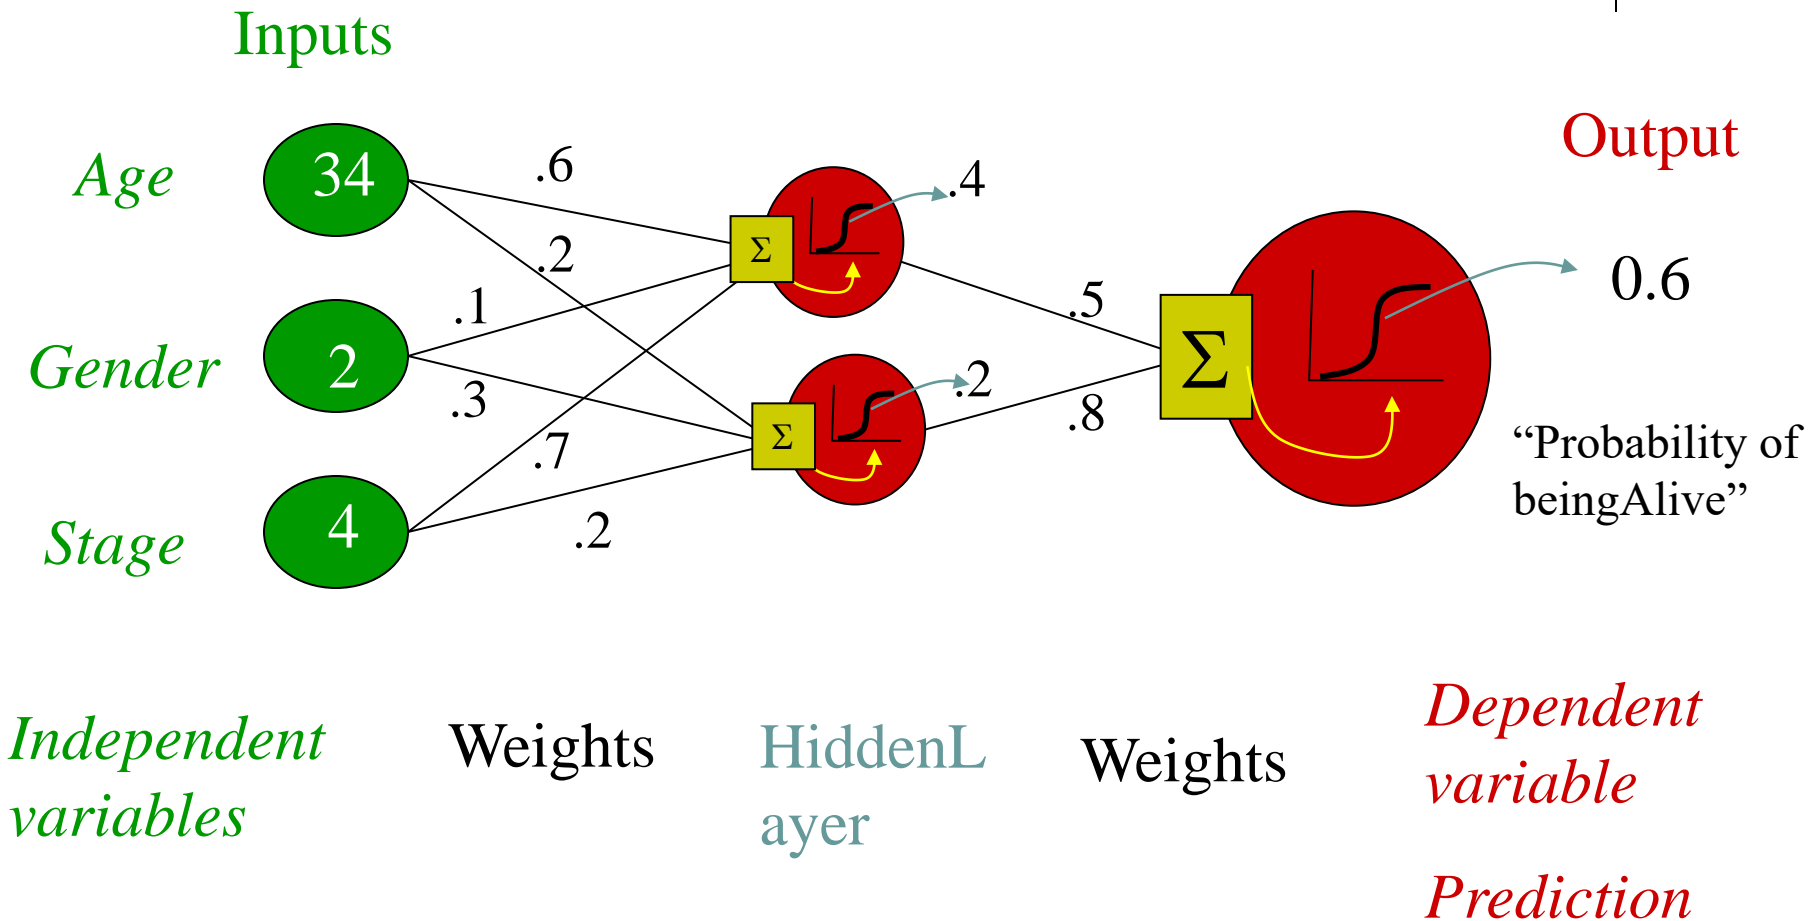 Inputs
Output
Age
34
.6
.4
Σ
.2
0.6
Gender
2
.1
.5
Σ
.3
.2
.8
Σ
“Probability of
beingAlive”
Stage
4
.7
.2
Independent
variables
Weights
HiddenL
ayer
Weights
Dependent
variable
Prediction